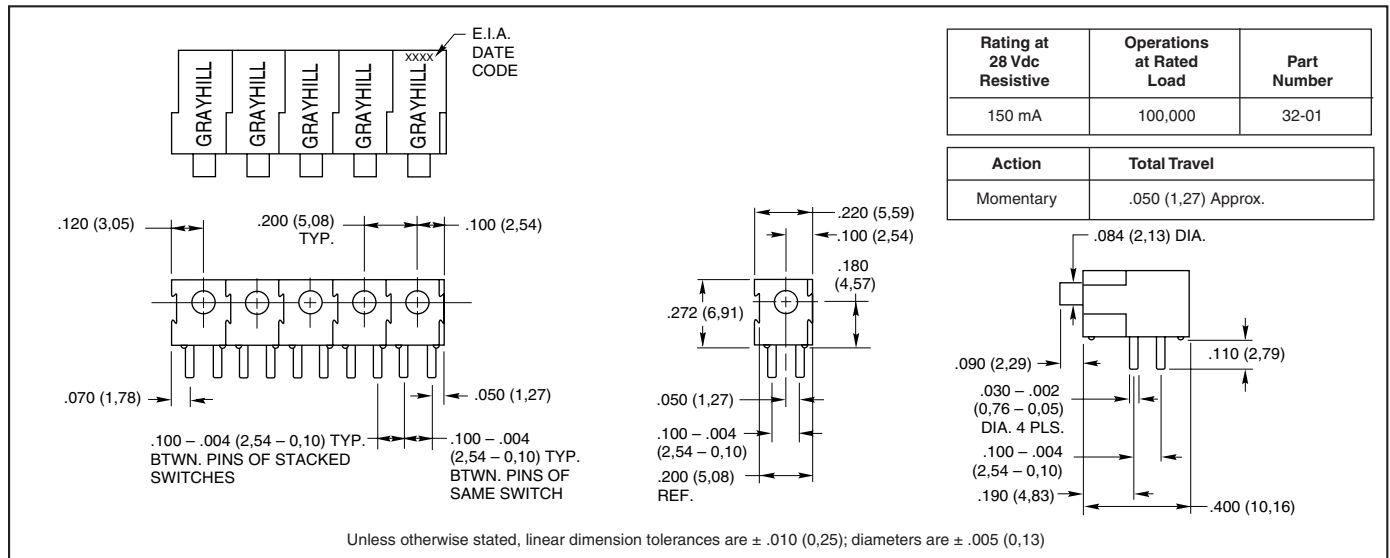 E.I.A.
DATE
CODE
XXXX
GRAYHILL
GRAYHILL
GRAYHILL
GRAYHILL
GRAYHILL
Rating at
28 Vdc
Resistive
Operations
at Rated
Load
Part
Number
150 mA
100,000
32-01
Action
Total Travel
Momentary
.050 (1,27) Approx.
.120 (3,05)
.200 (5,08)
TYP.
.100 (2,54)
.070 (1,78)
.050 (1,27)
.100 – .004 (2,54 – 0,10) TYP.
BTWN. PINS OF STACKED
SWITCHES
.100 – .004
(2,54 – 0,10) TYP.
BTWN. PINS OF
SAME SWITCH
.220 (5,59)
.100 (2,54)
.180
(4,57)
.272 (6,91)
.050 (1,27)
.100 – .004
(2,54 – 0,10)
.200 (5,08)
REF.
.084 (2,13) DIA.
.110 (2,79)
.090 (2,29)
.030 – .002
(0,76 – 0,05)
DIA. 4 PLS.
.100 – .004
(2,54 – 0,10)
.190 (4,83)
.400 (10,16)
Unless otherwise stated, linear dimension tolerances are ± .010 (0,25); diameters are ± .005 (0,13)